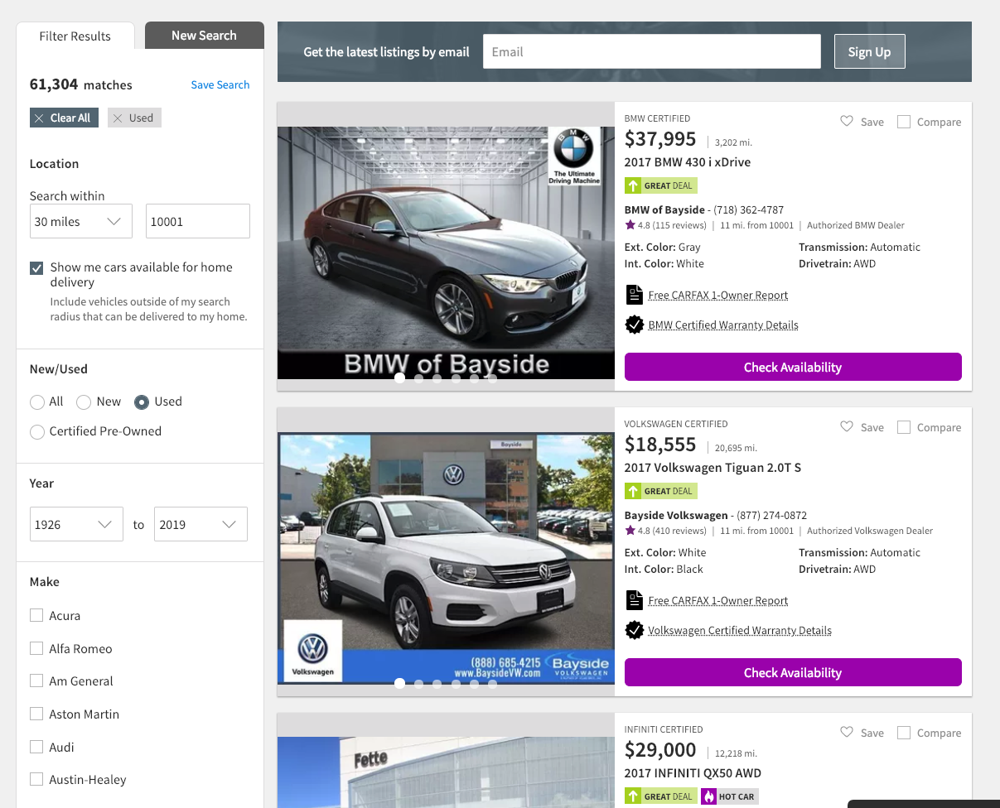 Filter Results
New Search
61,304 matches
Save Search
Clear All
Used
Location
Search within
30 miles
10001
Show me cars available for home
delivery
Include vehicles outside of my search
radius that can be delivered to my home.
New/Used
All
New
Used
Certified Pre-Owned
Year
1926
to
2019
Make
Acura
Alfa Romeo
Am General
Aston Martin
Audi
Austin-Healey
Get the latest listings by email
Email
Sign Up
BMW
The Ultimate
Driving Machine
BMW of Bayside
BMW CERTIFIED
Save
Compare
$37,995 | 3,202 mi.
2017 BMW 430 i xDrive
GREAT DEAL
BMW of Bayside - (718) 362-4787
4.8 (115 reviews) | 11 mi. from 10001 | Authorized BMW Dealer
Ext. Color: Gray
Transmission: Automatic
Int. Color: White
Drivetrain: AWD
Free CARFAX 1-Owner Report
BMW Certified Warranty Details
Check Availability
Bayside
Volkswagen
(888) 685-4215
www.BaysideVW.com
Bayside
VOLKSWAGEN
VOLKSWAGEN CERTIFIED
Save
Compare
$18,555 | 20,695 mi.
2017 Volkswagen Tiguan 2.0T S
GREAT DEAL
Bayside Volkswagen - (877) 274-0872
4.8 (410 reviews) | 11 mi. from 10001 | Authorized Volkswagen Dealer
Ext. Color: White
Transmission: Automatic
Int. Color: Black
Drivetrain: AWD
Free CARFAX 1-Owner Report
Volkswagen Certified Warranty Details
Check Availability
Fette
INFINITI CERTIFIED
Save
Compare
$29,000 | 12,218 mi.
2017 INFINITI QX50 AWD
GREAT DEAL
HOT CAR